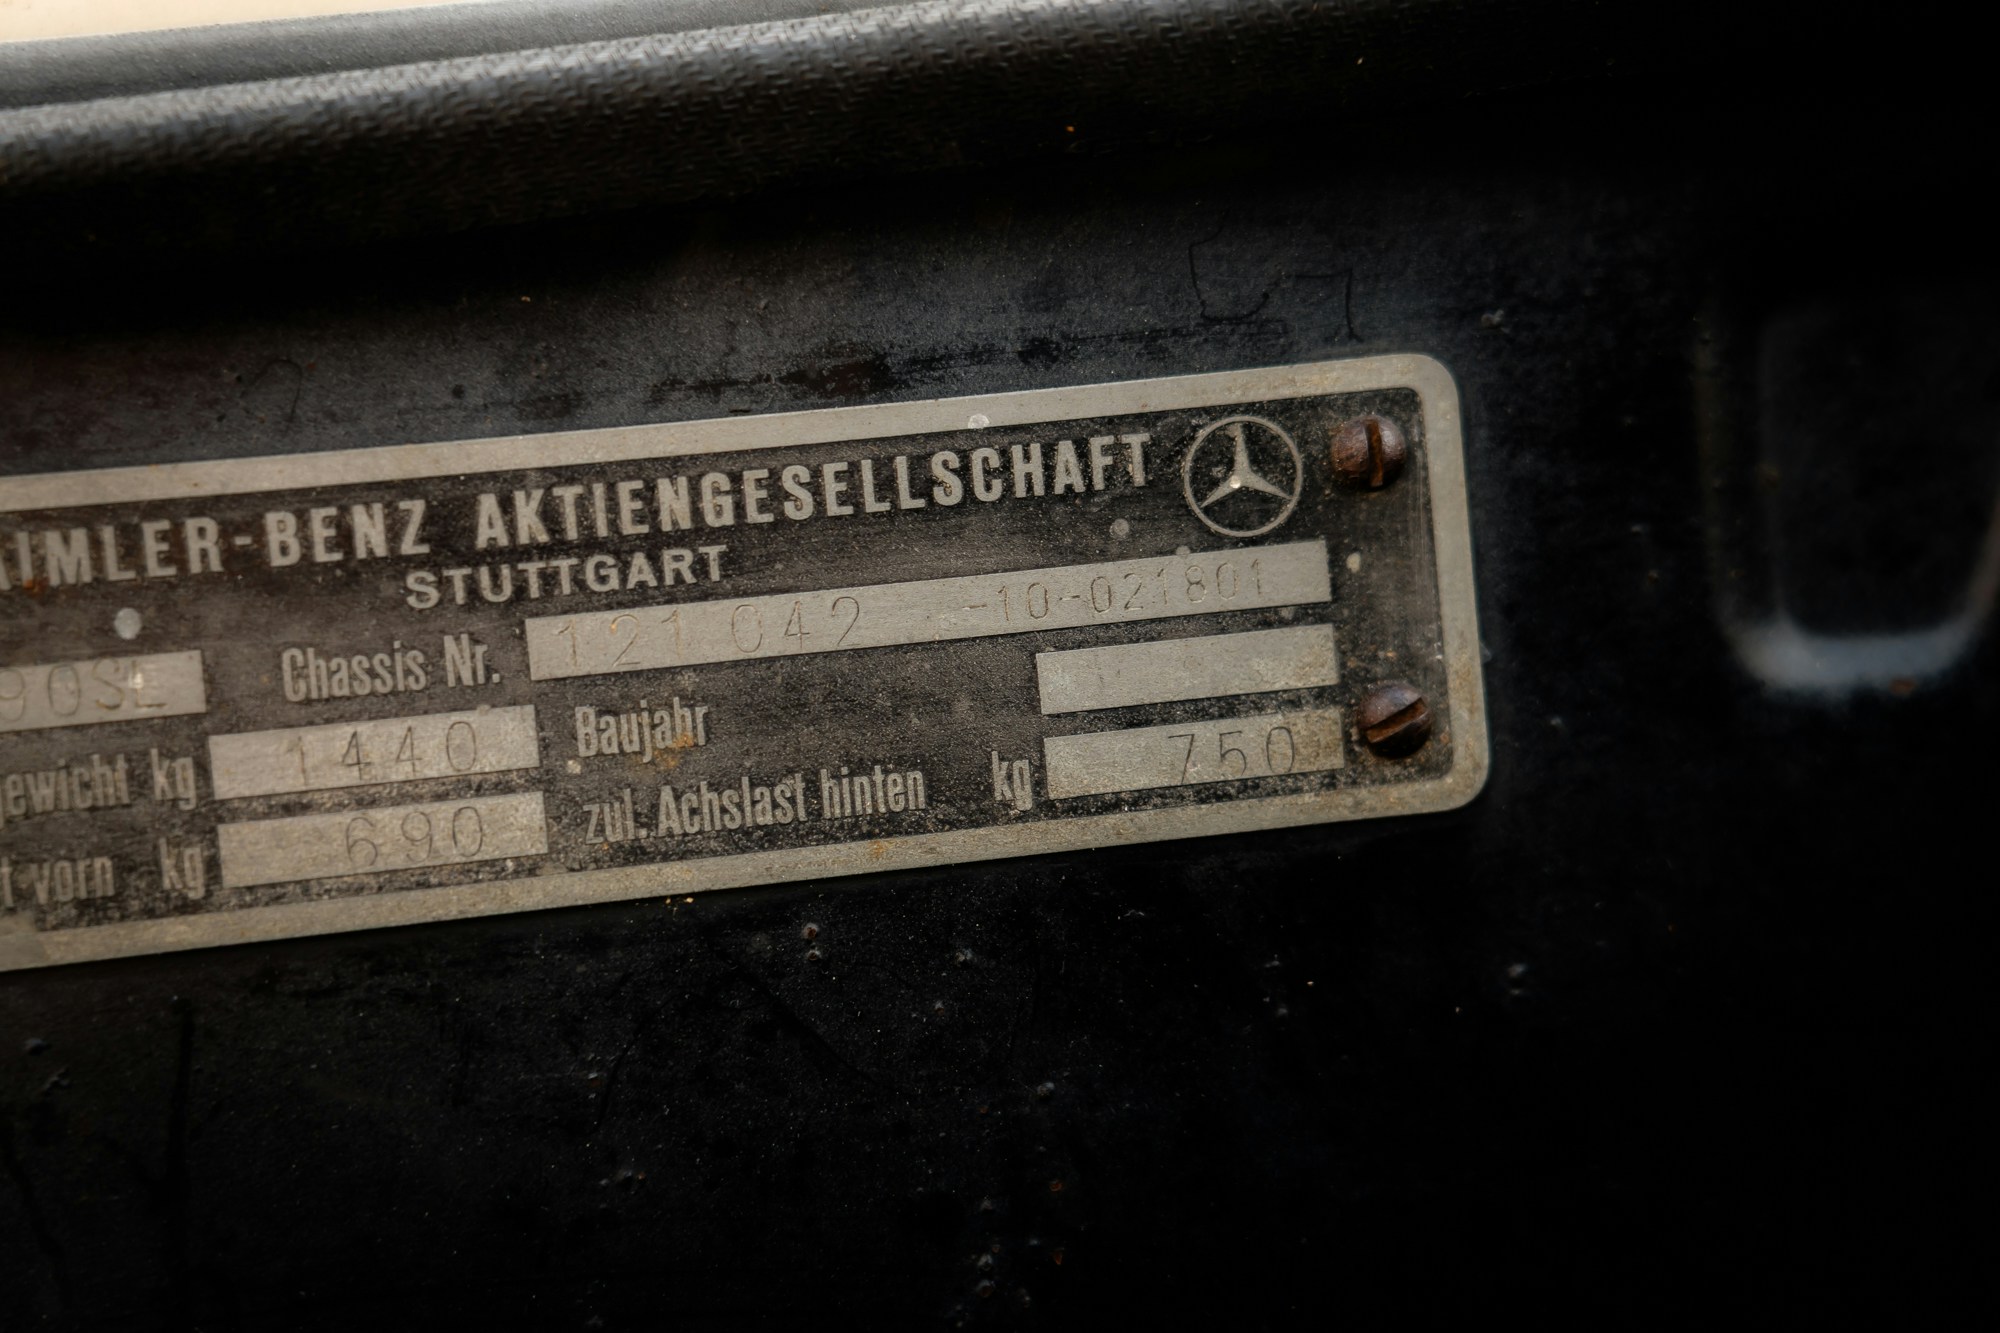 AIMLER-BENZ AKTIENGESELLSCHAFT
STUTTGART
90SL Chassis Nr. 121 042 -10-021801
gewicht kg 1440 Baujahr
t vorn kg 690 zul. Achslast hinten kg 750